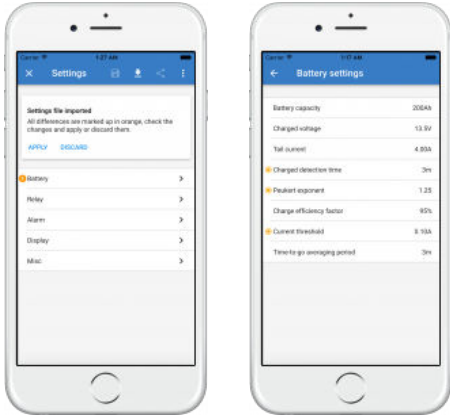 Carrier
1:27 AM
Settings
Settings file imported
All differences are marked up in orange, check the
changes and apply or discard them.
APPLY DISCARD
Battery
Relay
Alarm
Display
Misc
Carrier
AM
Battery settings
Battery capacity 200Ah
Charged voltage 13.5V
Tail current 4.00A
Charged detection time 3m
Peukert exponent 1.25
Charge efficiency factor 95%
Current threshold 0.10A
Time-to-go averaging period 3m